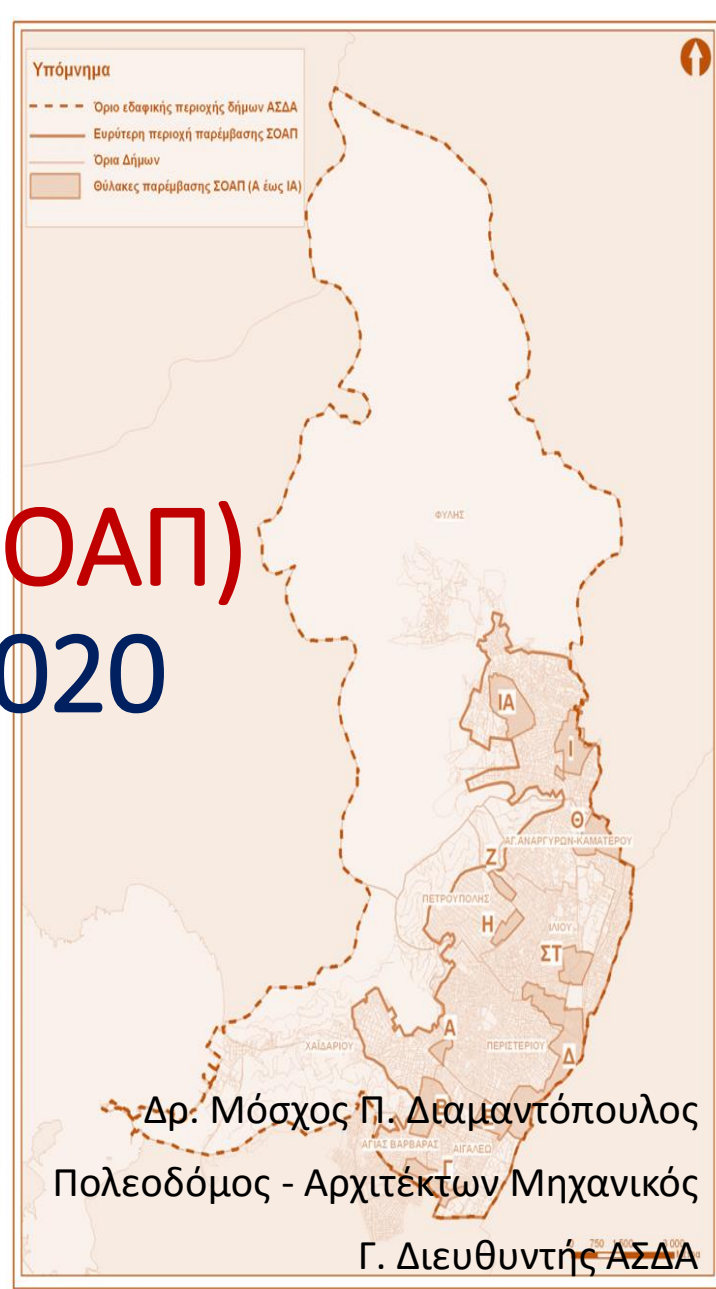 Υπόμνημα
Όριο εδαφικής περιοχής δήμων ΑΣΔΑ
Ευρύτερη περιοχή παρέμβασης ΣΟΑΠ
Όρια Δήμων
Θύλακες παρέμβασης ΣΟΑΠ (Α έως ΙΑ)
ΦΥΛΗΣ
ΟΑΠ)
020
ΙΑ
Ι
Θ
ΑΓ.ΑΝΑΡΓΥΡΩΝ-ΚΑΜΑΤΕΡΟΥ
Ζ
ΠΕΤΡΟΥΠΟΛΗΣ
Η
ΙΛΙΟΥ
ΣΤ
Α
ΧΑΪΔΑΡΙΟΥ
ΠΕΡΙΣΤΕΡΙΟΥ
Δ
Β
Δρ. Μόσχος Π. Διαμαντόπουλος
ΑΓΙΑΣ ΒΑΡΒΑΡΑΣ
ΑΙΓΑΛΕΩ
Γ
Πολεοδόμος - Αρχιτέκτων Μηχανικός
750
Γ. Διευθυντής ΑΣΔΑ